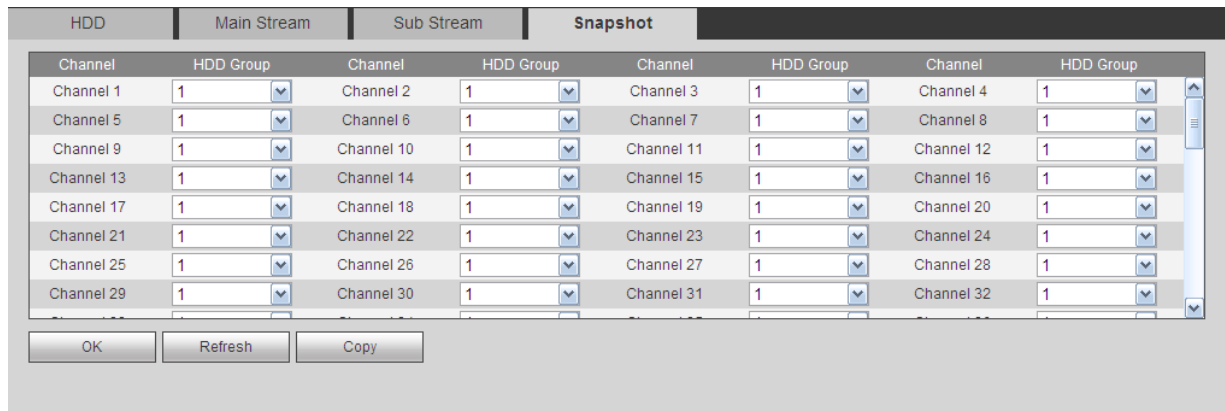 HDD Main Stream Sub Stream Snapshot
Channel HDD Group Channel HDD Group Channel HDD Group Channel HDD Group
Channel 1 1 Channel 2 1 Channel 3 1 Channel 4 1
Channel 5 1 Channel 6 1 Channel 7 1 Channel 8 1
Channel 9 1 Channel 10 1 Channel 11 1 Channel 12 1
Channel 13 1 Channel 14 1 Channel 15 1 Channel 16 1
Channel 17 1 Channel 18 1 Channel 19 1 Channel 20 1
Channel 21 1 Channel 22 1 Channel 23 1 Channel 24 1
Channel 25 1 Channel 26 1 Channel 27 1 Channel 28 1
Channel 29 1 Channel 30 1 Channel 31 1 Channel 32 1
OK Refresh Copy